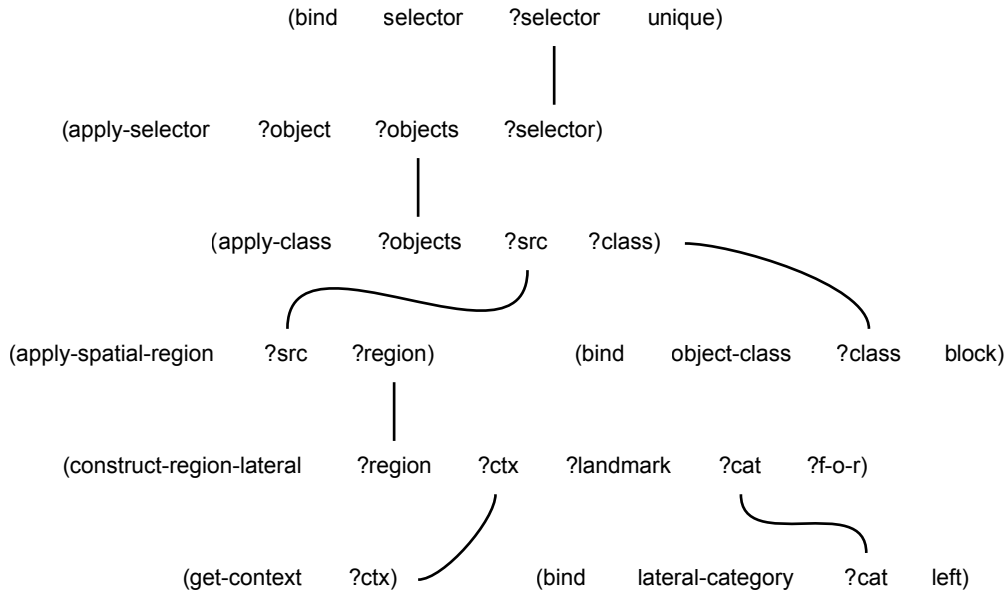 (bind selector ?selector unique)
(apply-selector ?object ?objects ?selector)
(apply-class ?objects ?src ?class)
(apply-spatial-region ?src ?region) (bind object-class ?class block)
(construct-region-lateral ?region ?ctx ?landmark ?cat ?f-o-r)
(get-context ?ctx) (bind lateral-category ?cat left)